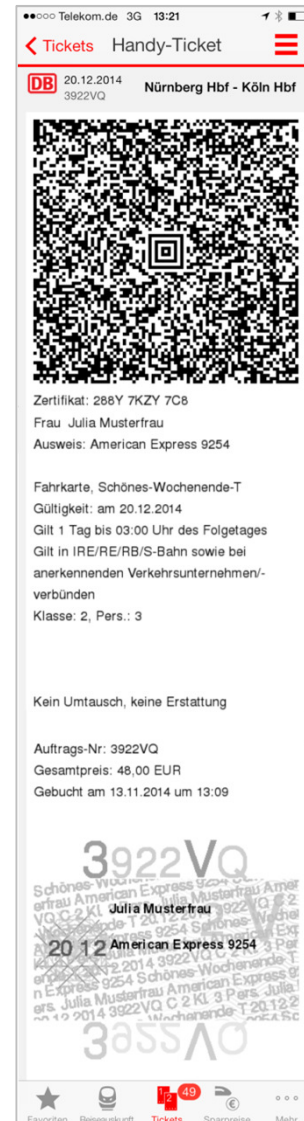 Telekom.de 3G 13:21
Tickets Handy-Ticket
DB 20.12.2014 Nürnberg Hbf - Köln Hbf
3922VQ
Zertifikat: 288Y 7KZY 7C8
Frau Julia Musterfrau
Ausweis: American Express 9254
Fahrkarte, Schönes-Wochenende-T
Gültigkeit: am 20.12.2014
Gilt 1 Tag bis 03:00 Uhr des Folgetages
Gilt in IRE/RE/RB/S-Bahn sowie bei
anerkennenden Verkehrsunternehmen/-
verbünden
Klasse: 2, Pers.: 3
Kein Umtausch, keine Erstattung
Auftrags-Nr: 3922VQ
Gesamtpreis: 48,00 EUR
Gebucht am 13.11.2014 um 13:09
3922VQ
Julia Musterfrau
20 12 American Express 9254
3922VQ
1 2 49 €
Favoriten Reiseauskunft Tickets Sparpreise Mehr